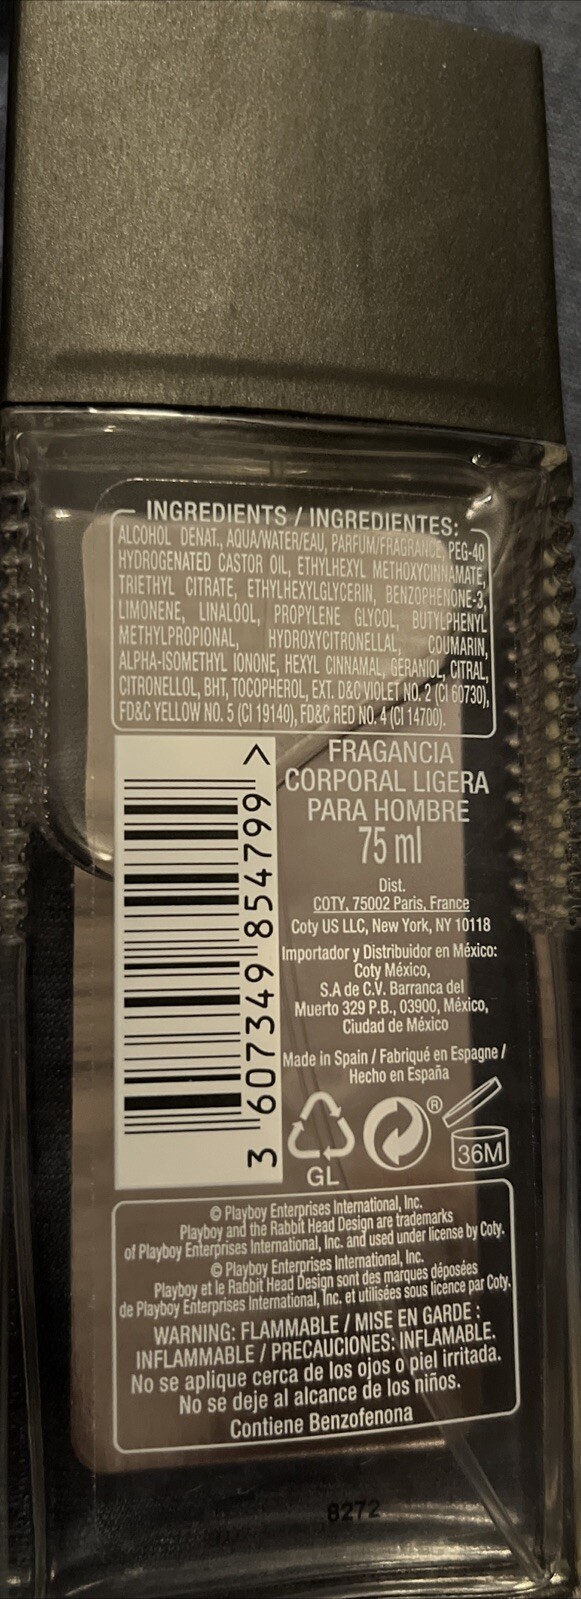 INGREDIENTS / INGREDIENTES:
ALCOHOL DENAT., AQUA/WATER/EAU, PARFUM/FRAGRANCE, PEG-40
HYDROGENATED CASTOR OIL, ETHYLHEXYL METHOXYCINNAMATE,
TRIETHYL CITRATE, ETHYLHEXYLGLYCERIN, BENZOPHENONE-3,
LIMONENE, LINALOOL, PROPYLENE GLYCOL, BUTYLPHENYL
METHYLPROPIONAL, HYDROXYCITRONELLAL, COUMARIN,
ALPHA-ISOMETHYL IONONE, HEXYL CINNAMAL, GERANIOL, CITRAL,
CITRONELLOL, BHT, TOCOPHEROL, EXT. D&C VIOLET NO. 2 (CI 60730),
FD&C YELLOW NO. 5 (CI 19140), FD&C RED NO. 4 (CI 14700).
FRAGANCIA
CORPORAL LIGERA
PARA HOMBRE
75 ml
Dist.
COTY, 75002 Paris, France
Coty US LLC, New York, NY 10118
Importador y Distribuidor en México:
Coty México,
S.A de C.V. Barranca del
Muerto 329 P.B., 03900, México,
Ciudad de México
Made in Spain / Fabriqué en Espagne /
Hecho en España
3 607349 854799 >
GL
®
36M
© Playboy Enterprises International, Inc.
Playboy and the Rabbit Head Design are trademarks
of Playboy Enterprises International, Inc. and used under license by Coty.
© Playboy Enterprises International, Inc.
Playboy et le Rabbit Head Design sont des marques déposées
de Playboy Enterprises International, Inc. et utilisées sous licence par Coty.
WARNING: FLAMMABLE / MISE EN GARDE :
INFLAMMABLE / PRECAUCIONES: INFLAMABLE.
No se aplique cerca de los ojos o piel irritada.
No se deje al alcance de los niños.
Contiene Benzofenona
8272